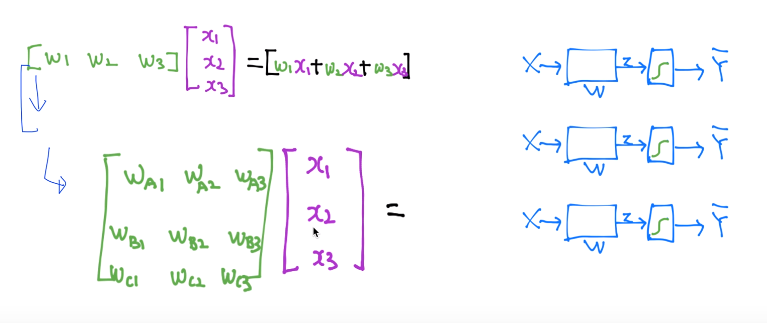 [w1 w2 w3] [x1 x2 x3] = [w1x1+w2x2+w3x3]
[wA1 wA2 wA3
wB1 wB2 wB3
wC1 wC2 wC3] [x1
x2
x3] =
X→ W z→ ∫ → Y̅
X→ W z→ ∫ → Y̅
X→ W z→ ∫ → Y̅